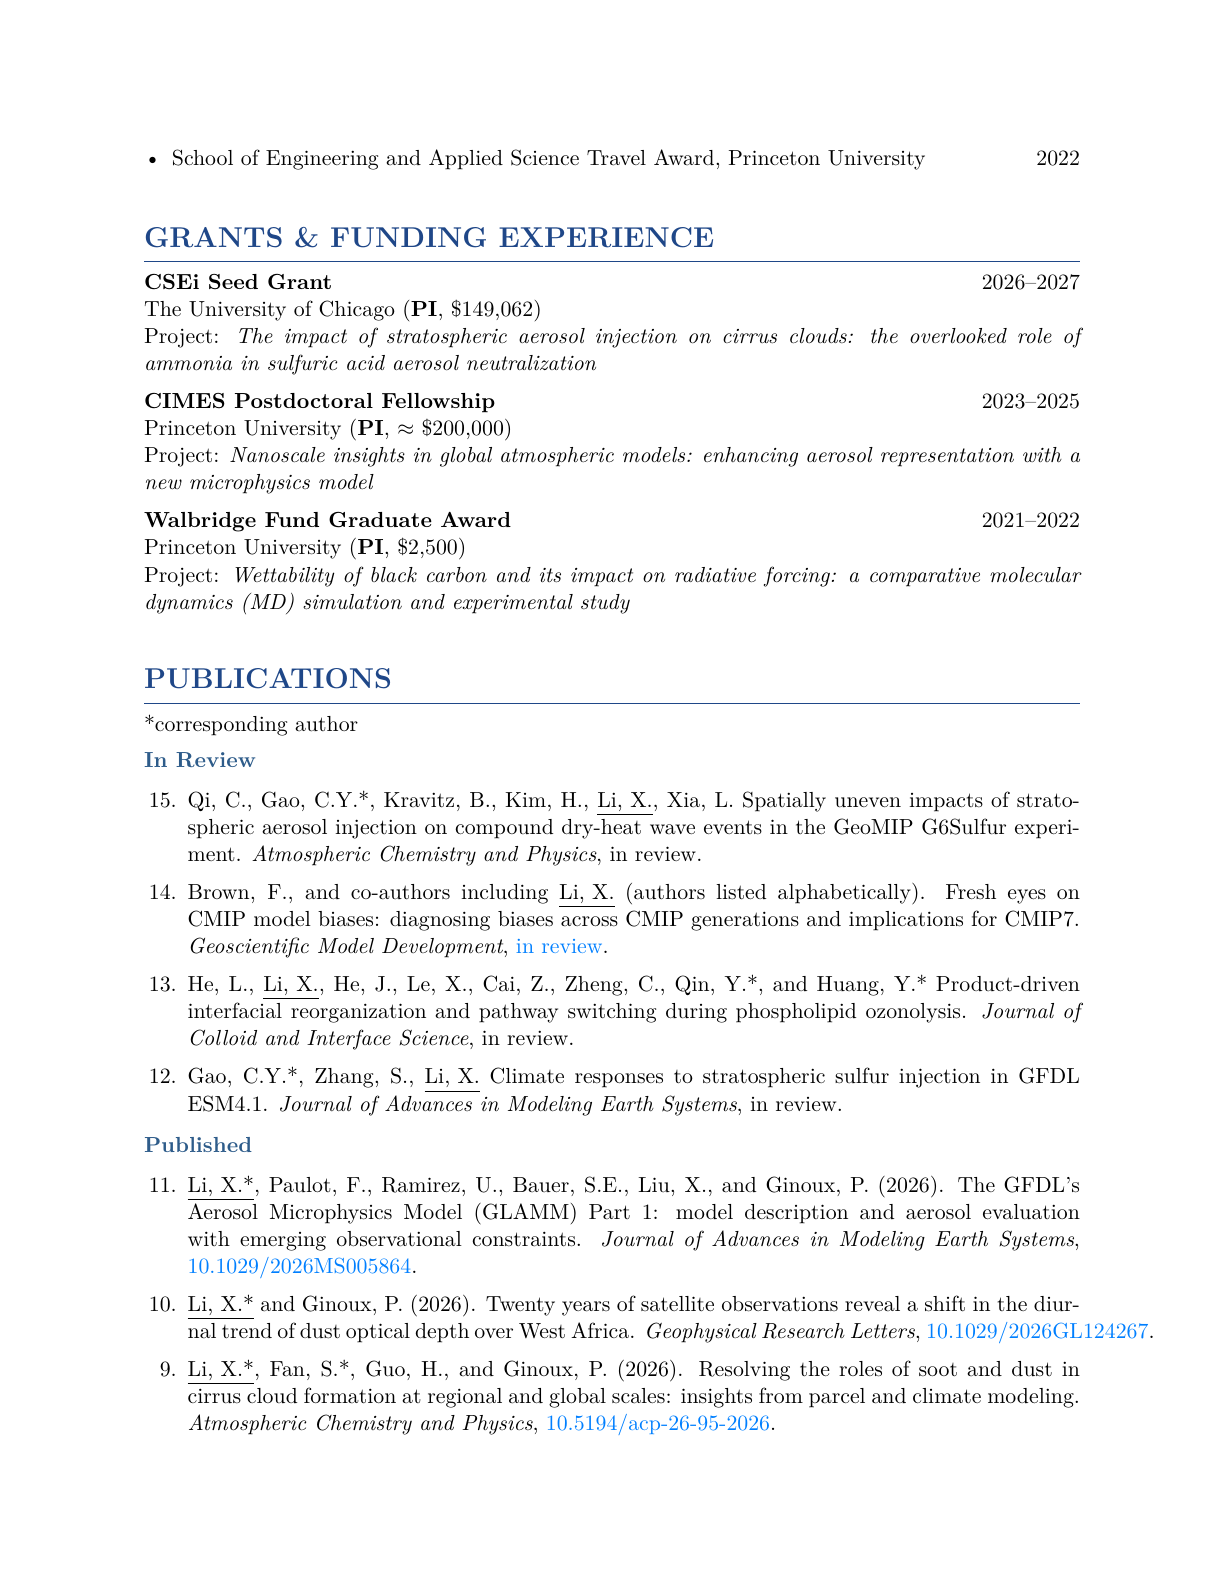 • School of Engineering and Applied Science Travel Award, Princeton University 2022
GRANTS & FUNDING EXPERIENCE
CSEi Seed Grant 2026–2027
The University of Chicago (PI, $149,062)
Project: The impact of stratospheric aerosol injection on cirrus clouds: the overlooked role of
ammonia in sulfuric acid aerosol neutralization
CIMES Postdoctoral Fellowship 2023–2025
Princeton University (PI, ≈ $200,000)
Project: Nanoscale insights in global atmospheric models: enhancing aerosol representation with a
new microphysics model
Walbridge Fund Graduate Award 2021–2022
Princeton University (PI, $2,500)
Project: Wettability of black carbon and its impact on radiative forcing: a comparative molecular
dynamics (MD) simulation and experimental study
PUBLICATIONS
*corresponding author
In Review
15. Qi, C., Gao, C.Y.*, Kravitz, B., Kim, H., Li, X., Xia, L. Spatially uneven impacts of strato-
spheric aerosol injection on compound dry-heat wave events in the GeoMIP G6Sulfur experi-
ment. Atmospheric Chemistry and Physics, in review.
14. Brown, F., and co-authors including Li, X. (authors listed alphabetically). Fresh eyes on
CMIP model biases: diagnosing biases across CMIP generations and implications for CMIP7.
Geoscientific Model Development, in review.
13. He, L., Li, X., He, J., Le, X., Cai, Z., Zheng, C., Qin, Y.*, and Huang, Y.* Product-driven
interfacial reorganization and pathway switching during phospholipid ozonolysis. Journal of
Colloid and Interface Science, in review.
12. Gao, C.Y.*, Zhang, S., Li, X. Climate responses to stratospheric sulfur injection in GFDL
ESM4.1. Journal of Advances in Modeling Earth Systems, in review.
Published
11. Li, X.*, Paulot, F., Ramirez, U., Bauer, S.E., Liu, X., and Ginoux, P. (2026). The GFDL's
Aerosol Microphysics Model (GLAMM) Part 1: model description and aerosol evaluation
with emerging observational constraints. Journal of Advances in Modeling Earth Systems,
10.1029/2026MS005864.
10. Li, X.* and Ginoux, P. (2026). Twenty years of satellite observations reveal a shift in the diur-
nal trend of dust optical depth over West Africa. Geophysical Research Letters, 10.1029/2026GL124267.
9. Li, X.*, Fan, S.*, Guo, H., and Ginoux, P. (2026). Resolving the roles of soot and dust in
cirrus cloud formation at regional and global scales: insights from parcel and climate modeling.
Atmospheric Chemistry and Physics, 10.5194/acp-26-95-2026.